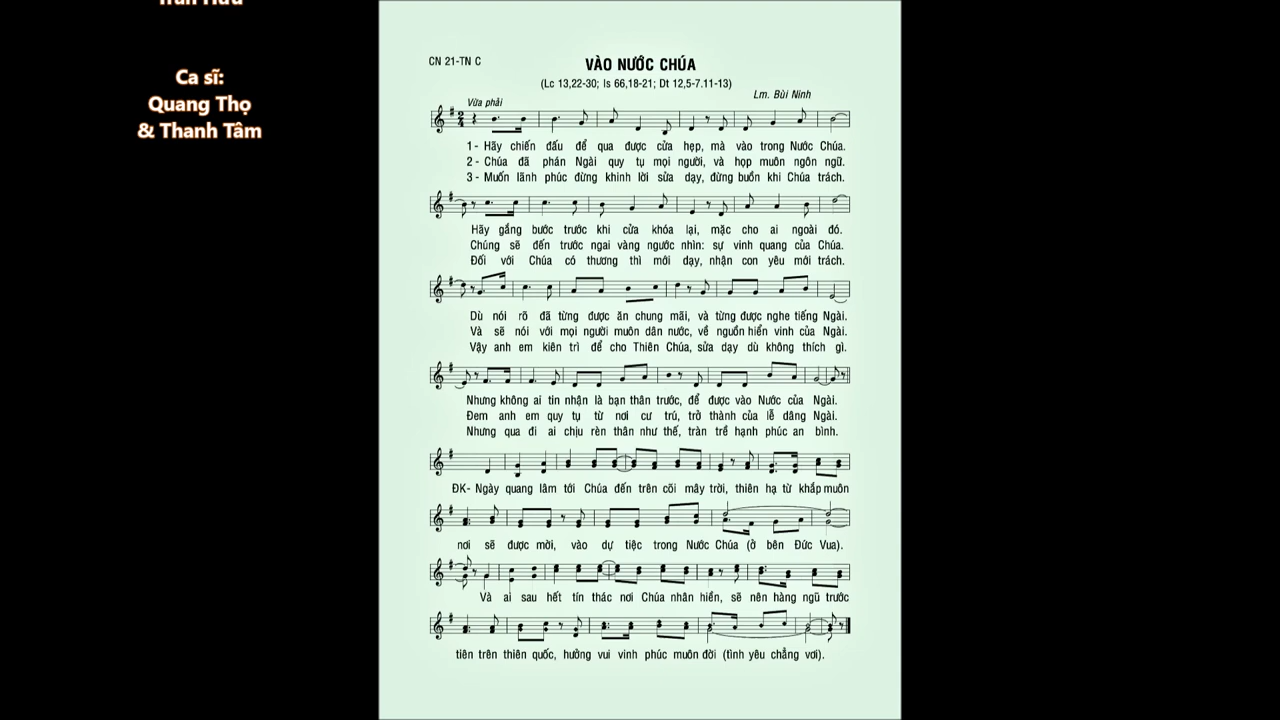 Ca sĩ:
Quang Thọ
& Thanh Tâm
CN 21-TN C
VÀO NƯỚC CHÚA
(Lc 13,22-30; Is 66,18-21; Dt 12,5-7.11-13)
Lm. Bùi Ninh
Vừa phải
2
4
1 - Hãy chiến đấu để qua được cửa hẹp, mà vào trong Nước Chúa.
2 - Chúa đã phán Ngài quy tụ mọi người, và họp muôn ngôn ngữ.
3 - Muốn lãnh phúc đừng khinh lời sửa dạy, đừng buồn khi Chúa trách.
Hãy gắng bước trước khi cửa khóa lại, mặc cho ai ngoài đó.
Chúng sẽ đến trước ngai vàng ngước nhìn: sự vinh quang của Chúa.
Đối với Chúa có thương thì mới dạy, nhận con yêu mới trách.
Dù nói rõ đã từng được ăn chung mãi, và từng được nghe tiếng Ngài.
Và sẽ nói với mọi người muôn dân nước, về nguồn hiển vinh của Ngài.
Vậy anh em kiên trì để cho Thiên Chúa, sửa dạy dù không thích gì.
Nhưng không ai tin nhận là bạn thân trước, để được vào Nước của Ngài.
Đem anh em quy tụ từ nơi cư trú, trở thành của lễ dâng Ngài.
Nhưng qua đi ai chịu rèn thân như thế, tràn trề hạnh phúc an bình.
ĐK- Ngày quang lâm tới Chúa đến trên cõi mây trời, thiên hạ từ khắp muôn
nơi sẽ được mời, vào dự tiệc trong Nước Chúa (ở bên Đức Vua).
Và ai sau hết tín thác nơi Chúa nhân hiền, sẽ nên hàng ngũ trước
tiên trên thiên quốc, hưởng vui vinh phúc muôn đời (tình yêu chẳng vơi).